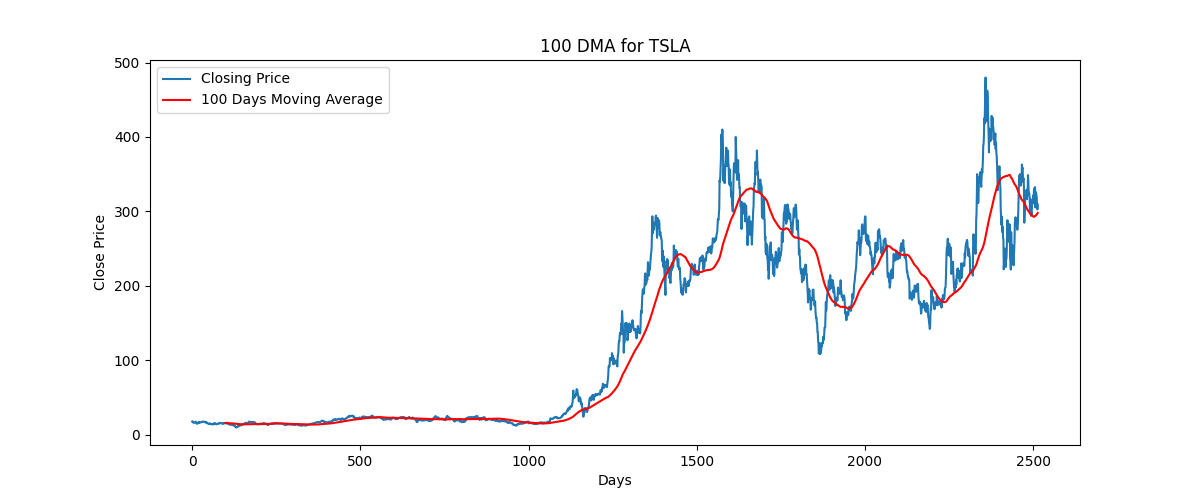 100 DMA for TSLA
Closing Price
100 Days Moving Average
500
400
300
200
100
0
Close Price
0 500 1000 1500 2000 2500
Days